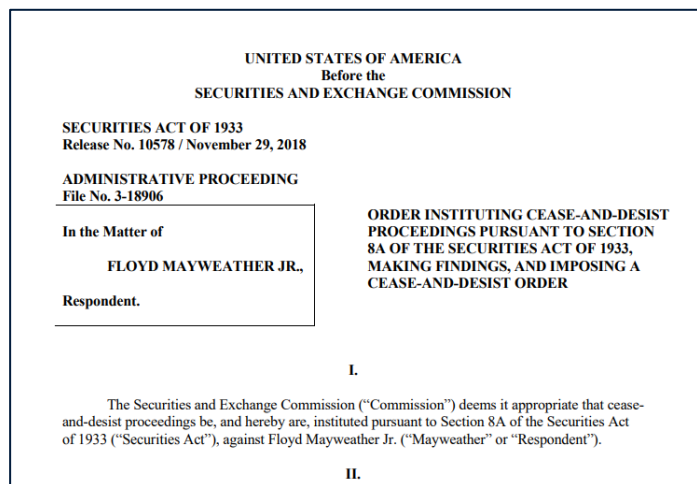 UNITED STATES OF AMERICA
Before the
SECURITIES AND EXCHANGE COMMISSION
SECURITIES ACT OF 1933
Release No. 10578 / November 29, 2018
ADMINISTRATIVE PROCEEDING
File No. 3-18906
In the Matter of
FLOYD MAYWEATHER JR.,
Respondent.
ORDER INSTITUTING CEASE-AND-DESIST
PROCEEDINGS PURSUANT TO SECTION
8A OF THE SECURITIES ACT OF 1933,
MAKING FINDINGS, AND IMPOSING A
CEASE-AND-DESIST ORDER
I.
The Securities and Exchange Commission (“Commission”) deems it appropriate that cease-
and-desist proceedings be, and hereby are, instituted pursuant to Section 8A of the Securities Act
of 1933 (“Securities Act”), against Floyd Mayweather Jr. (“Mayweather” or “Respondent”).
II.